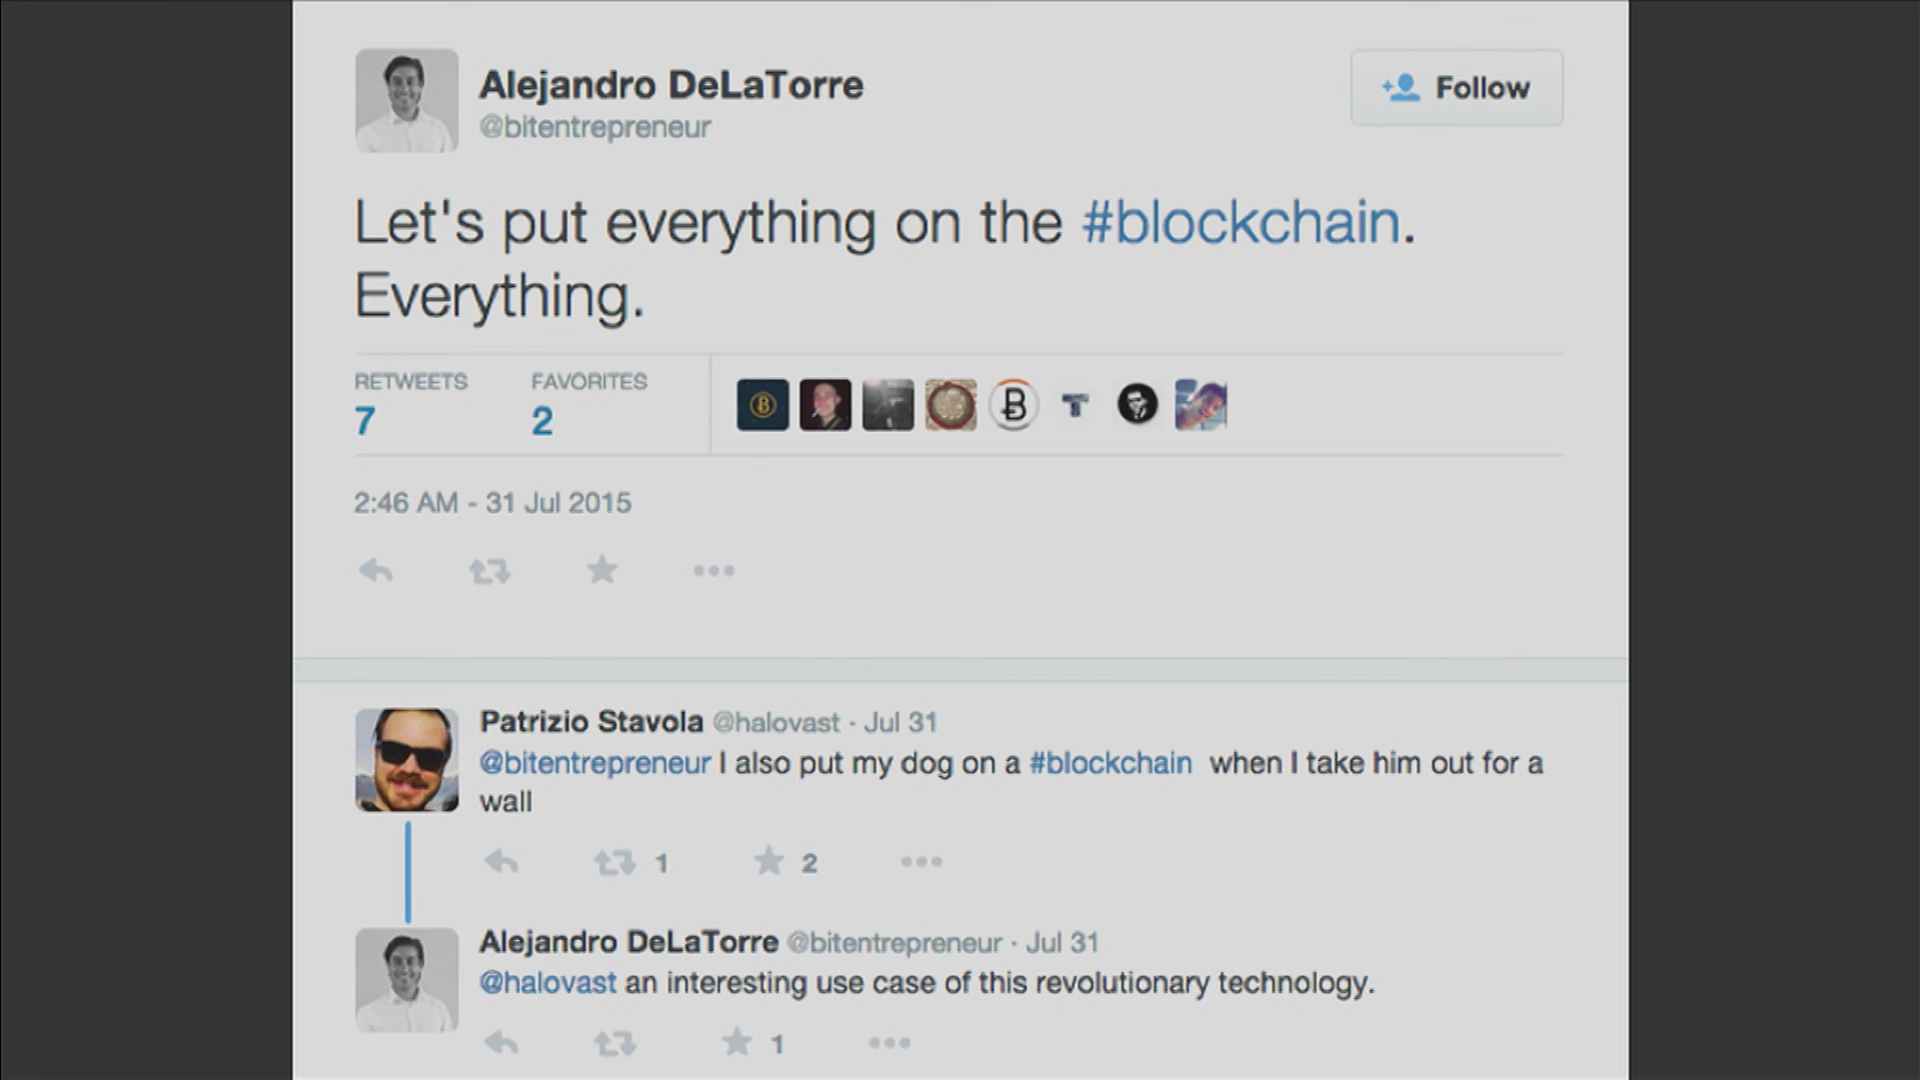 Alejandro DeLaTorre
@bitentrepreneur
Follow
Let's put everything on the #blockchain.
Everything.
RETWEETS
7
FAVORITES
2
2:46 AM - 31 Jul 2015
Patrizio Stavola @halovast · Jul 31
@bitentrepreneur I also put my dog on a #blockchain when I take him out for a
wall
1
2
Alejandro DeLaTorre @bitentrepreneur · Jul 31
@halovast an interesting use case of this revolutionary technology.
1